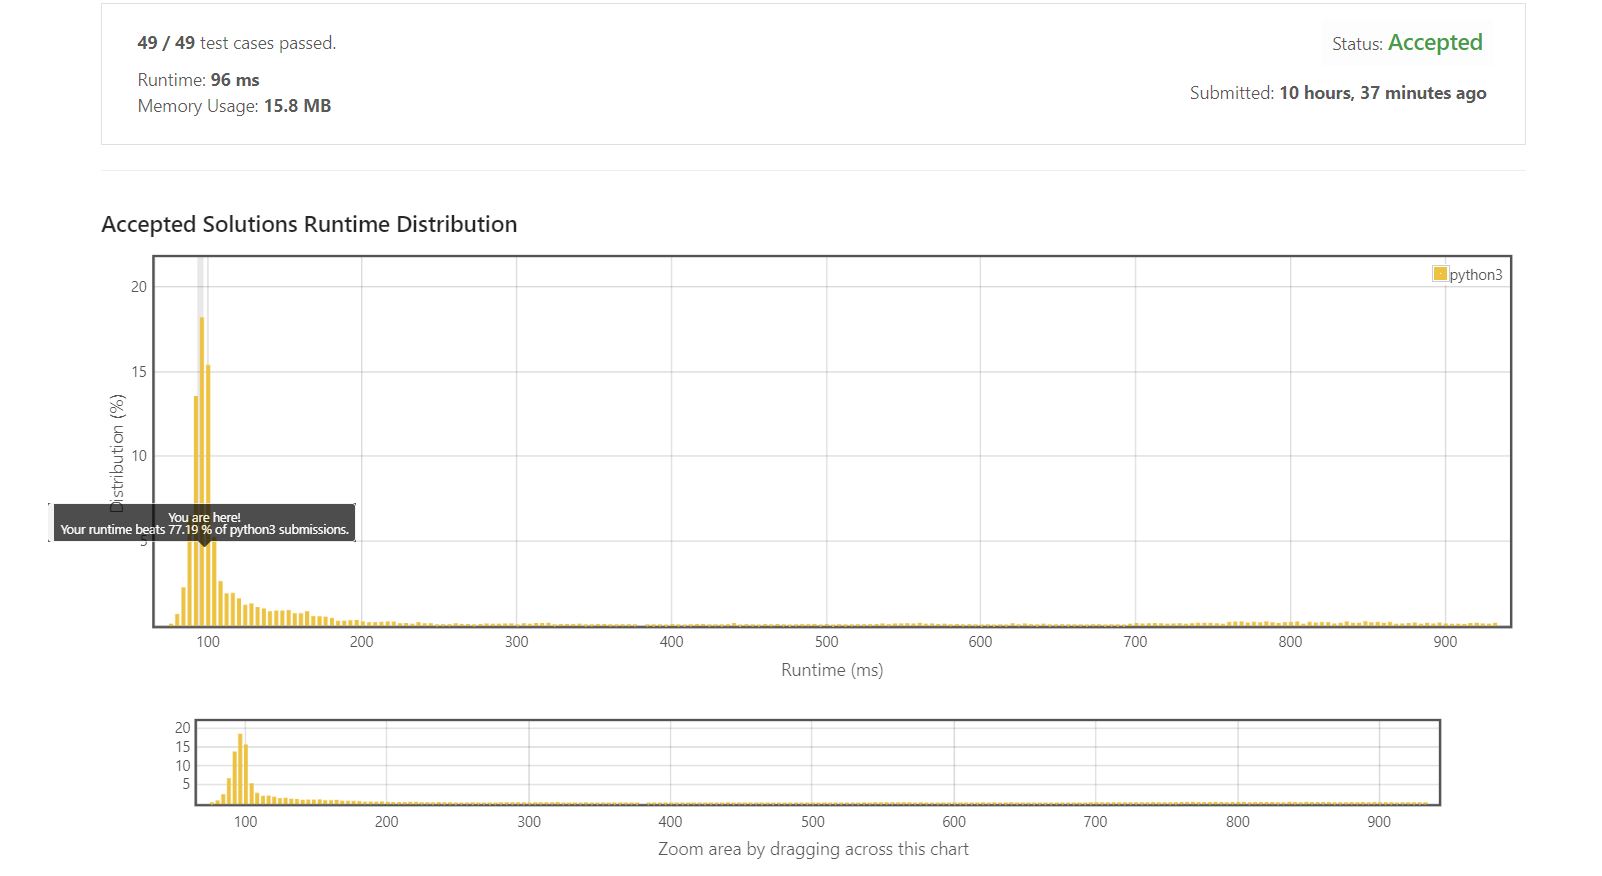 49 / 49 test cases passed.
Status: Accepted
Runtime: 96 ms
Submitted: 10 hours, 37 minutes ago
Memory Usage: 15.8 MB
Accepted Solutions Runtime Distribution
python3
20
15
10
5
Distribution (%)
You are here!
Your runtime beats 77.19 % of python3 submissions.
100 200 300 400 500 600 700 800 900
Runtime (ms)
20
15
10
5
100 200 300 400 500 600 700 800 900
Zoom area by dragging across this chart